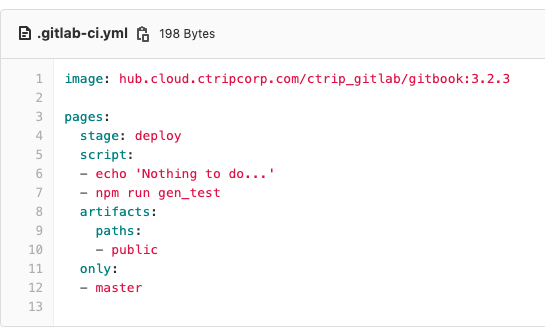 .gitlab-ci.yml 198 Bytes
1 image: hub.cloud.ctripcorp.com/ctrip_gitlab/gitbook:3.2.3
2
3 pages:
4   stage: deploy
5   script:
6   - echo 'Nothing to do...'
7   - npm run gen_test
8   artifacts:
9     paths:
10     - public
11   only:
12   - master
13